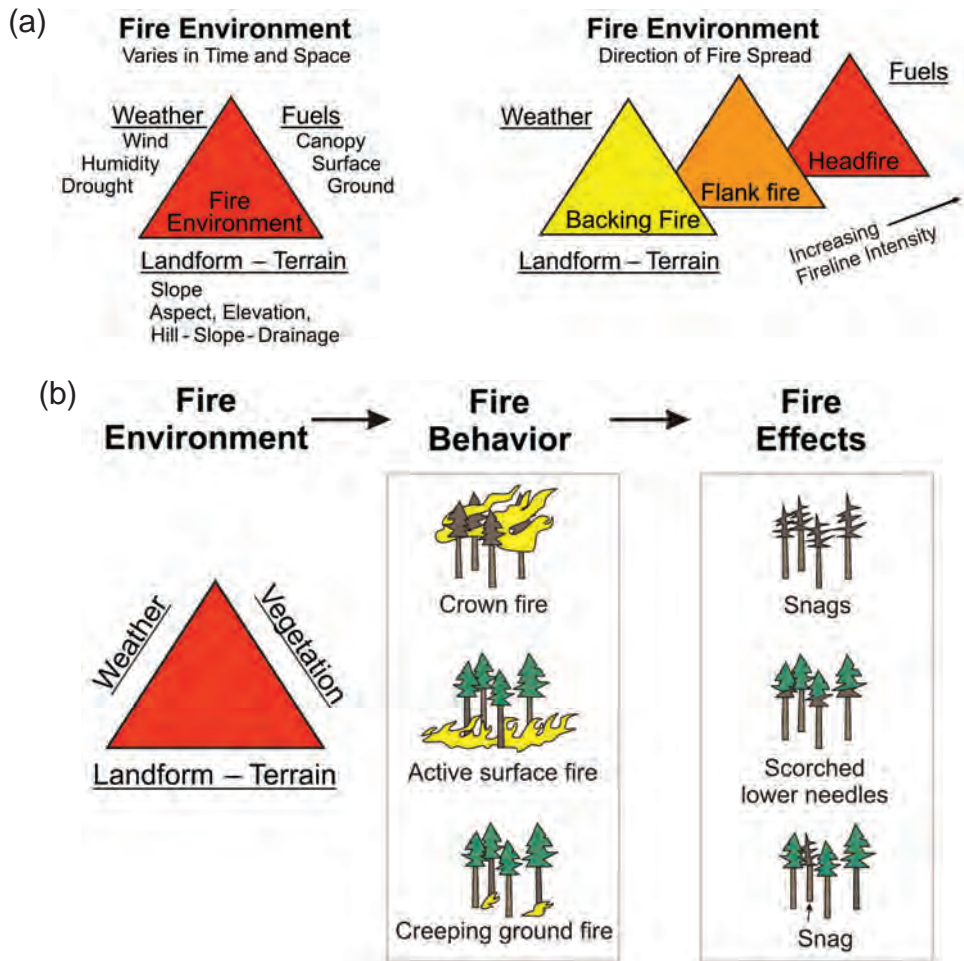 (a)
Fire Environment
Varies in Time and Space
Weather
Wind
Humidity
Drought
Fuels
Canopy
Surface
Ground
Fire
Environment
Landform – Terrain
Slope
Aspect, Elevation,
Hill - Slope - Drainage
Fire Environment
Direction of Fire Spread
Weather
Fuels
Backing Fire
Flank fire
Headfire
Landform – Terrain
Increasing
Fireline Intensity
(b)
Fire
Environment
Fire
Behavior
Fire
Effects
Weather
Vegetation
Landform – Terrain
Crown fire
Active surface fire
Creeping ground fire
Snags
Scorched
lower needles
Snag